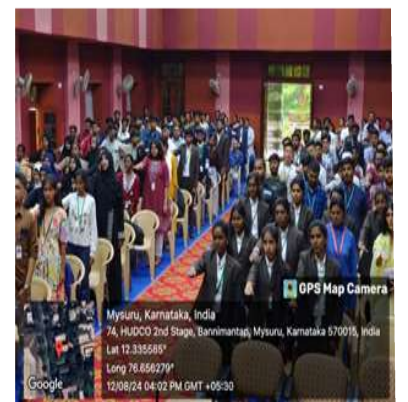 GPS Map Camera
Mysuru, Karnataka, India
74, HUDCO 2nd Stage, Bannimantap, Mysuru, Karnataka 570015, India
Lat 12.335565°
Long 76.656279°
12/08/24 04:02 PM GMT +05:30
Google